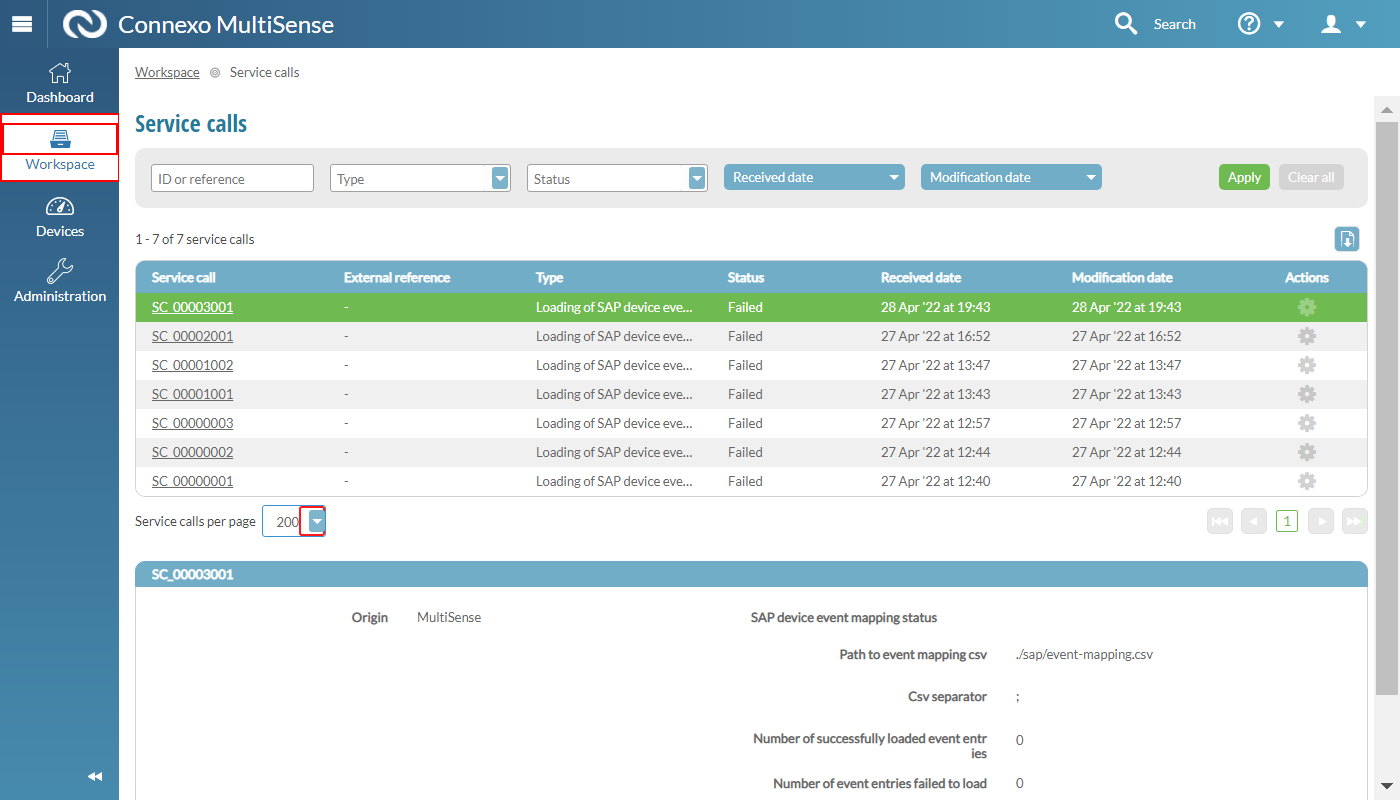 Connexo MultiSense
Search
Dashboard
Workspace
Devices
Administration
Workspace Service calls
Service calls
ID or reference Type Status Received date Modification date Apply Clear all
1 - 7 of 7 service calls
Service call External reference Type Status Received date Modification date Actions
SC_00003001 - Loading of SAP device eve... Failed 28 Apr '22 at 19:43 28 Apr '22 at 19:43
SC_00002001 - Loading of SAP device eve... Failed 27 Apr '22 at 16:52 27 Apr '22 at 16:52
SC_00001002 - Loading of SAP device eve... Failed 27 Apr '22 at 13:47 27 Apr '22 at 13:47
SC_00001001 - Loading of SAP device eve... Failed 27 Apr '22 at 13:43 27 Apr '22 at 13:43
SC_00000003 - Loading of SAP device eve... Failed 27 Apr '22 at 12:57 27 Apr '22 at 12:57
SC_00000002 - Loading of SAP device eve... Failed 27 Apr '22 at 12:44 27 Apr '22 at 12:44
SC_00000001 - Loading of SAP device eve... Failed 27 Apr '22 at 12:40 27 Apr '22 at 12:40
Service calls per page 200 1
SC_00003001
Origin MultiSense SAP device event mapping status
Path to event mapping csv ./sap/event-mapping.csv
Csv separator ;
Number of successfully loaded event entr 0
ies
Number of event entries failed to load 0